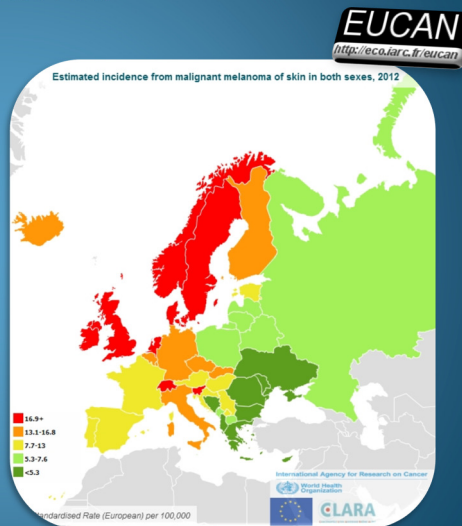 EUCAN
http://eco.iarc.fr/eucan
Estimated incidence from malignant melanoma of skin in both sexes, 2012
16.9+
13.1-16.8
7.7-13
5.3-7.6
<5.3
International Agency for Research on Cancer
World Health
Organization
CLARA
Rate (European) per 100,000